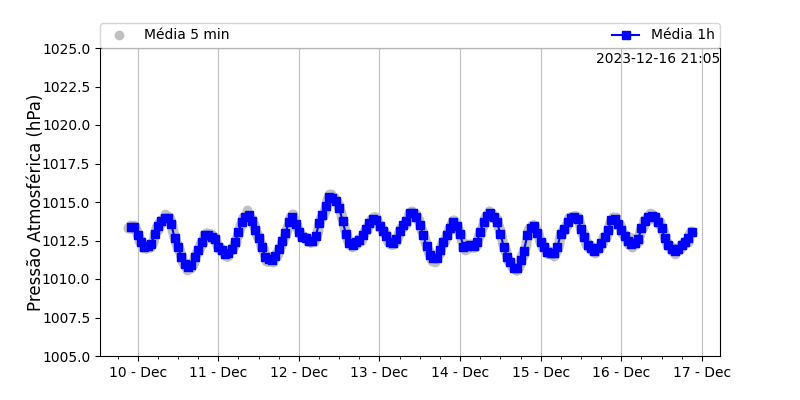 Média 5 min
Média 1h
2023-12-16 21:05
Pressão Atmosférica (hPa)
1025.0
1022.5
1020.0
1017.5
1015.0
1012.5
1010.0
1007.5
1005.0
10 - Dec
11 - Dec
12 - Dec
13 - Dec
14 - Dec
15 - Dec
16 - Dec
17 - Dec